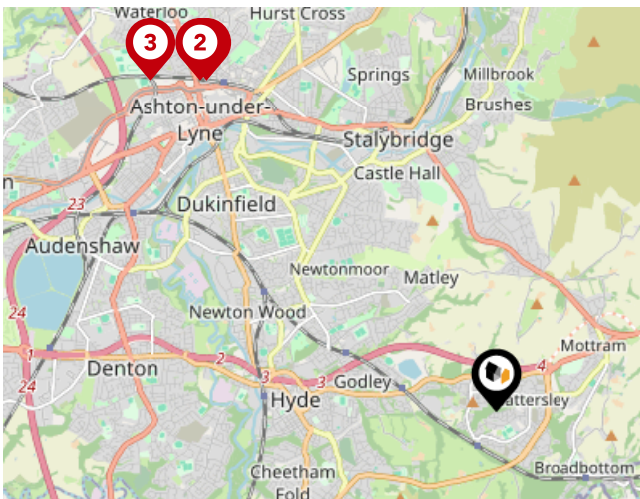 Waterloo
Hurst Cross
3
2
Springs
Millbrook
Brushes
Ashton-under-
Lyne
Stalybridge
Castle Hall
n
23
Dukinfield
Audenshaw
Newtonmoor
Matley
24
Newton Wood
1
2
Mottram
Denton
24
3
3
Godley
4
Hyde
attersley
Cheetham
Fold
Broadbottom